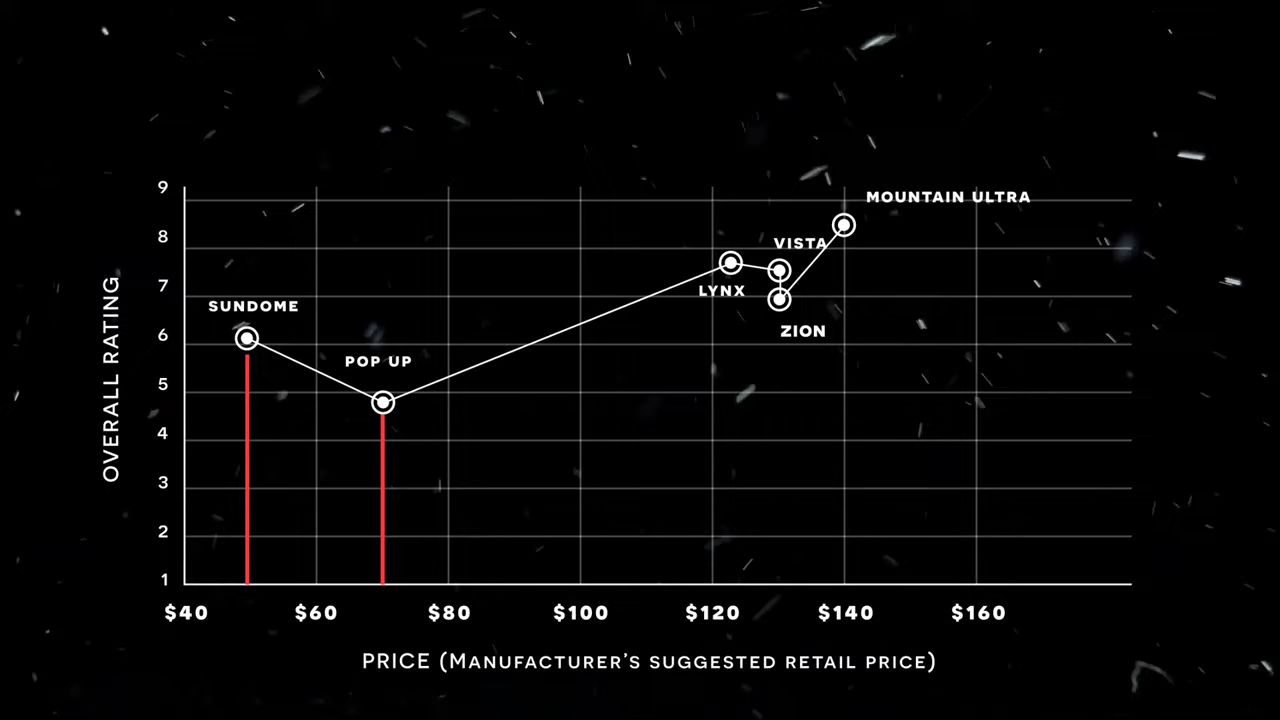 9
MOUNTAIN ULTRA
8
VISTA
7
LYNX
SUNDOME
6
ZION
POP UP
5
4
3
2
1
OVERALL RATING
$40 $60 $80 $100 $120 $140 $160
PRICE (MANUFACTURER'S SUGGESTED RETAIL PRICE)